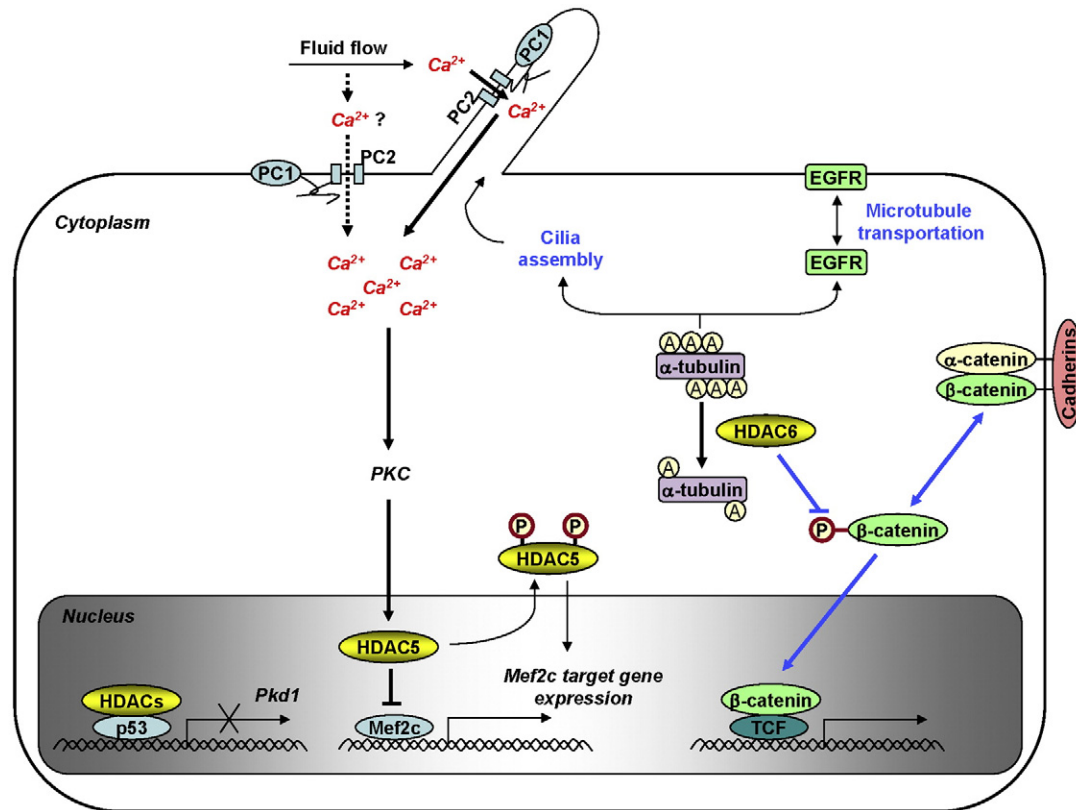 Fluid flow
Ca²⁺
PC1
PC2
Ca²⁺
Ca²⁺ ?
PC2
PC1
Cytoplasm
EGFR
Microtubule
transportation
EGFR
Cilia
assembly
Ca²⁺ Ca²⁺
Ca²⁺
Ca²⁺ Ca²⁺
A A A
α-tubulin
A A A
HDAC6
A
α-tubulin
A
α-catenin
β-catenin
Cadherins
PKC
P β-catenin
P P
HDAC5
Nucleus
HDAC5
Mef2c target gene
expression
HDACs
p53
Pkd1
Mef2c
β-catenin
TCF